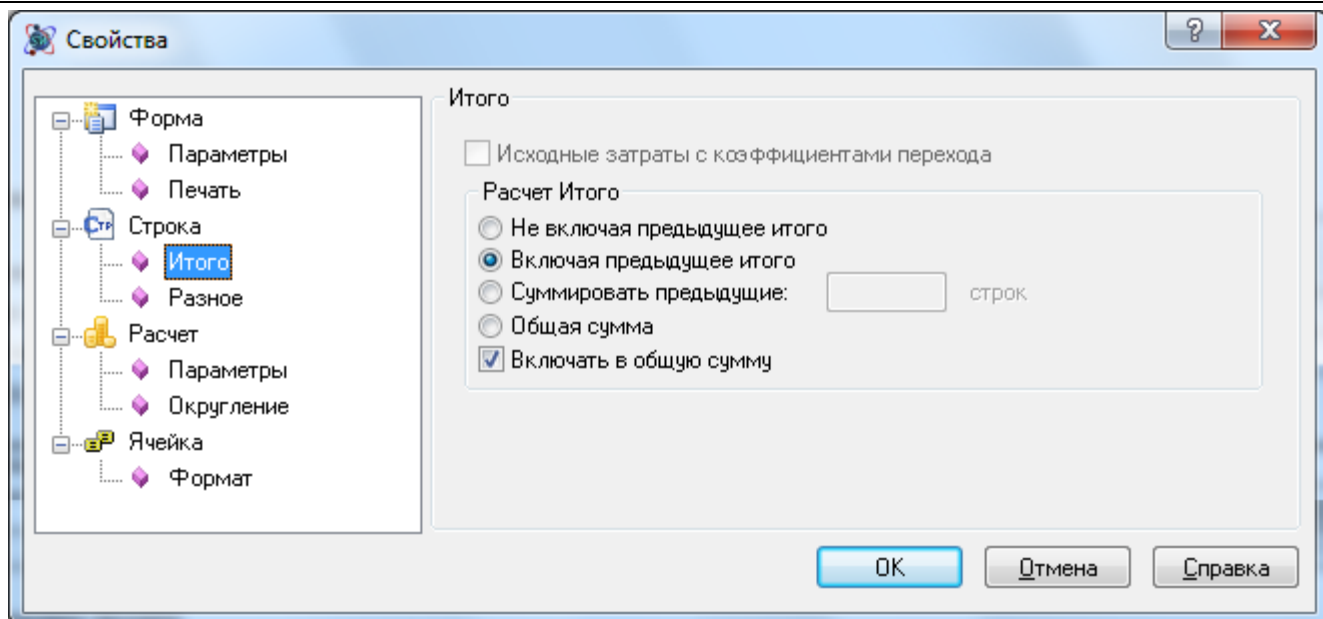 Свойства
Форма
Параметры
Печать
Стр Строка
Итого
Разное
Расчет
Параметры
Округление
Ячейка
Формат
Итого
Исходные затраты с коэффициентами перехода
Расчет Итого
Не включая предыдущее итого
Включая предыдущее итого
Суммировать предыдущие: строк
Общая сумма
Включать в общую сумму
OK Отмена Справка